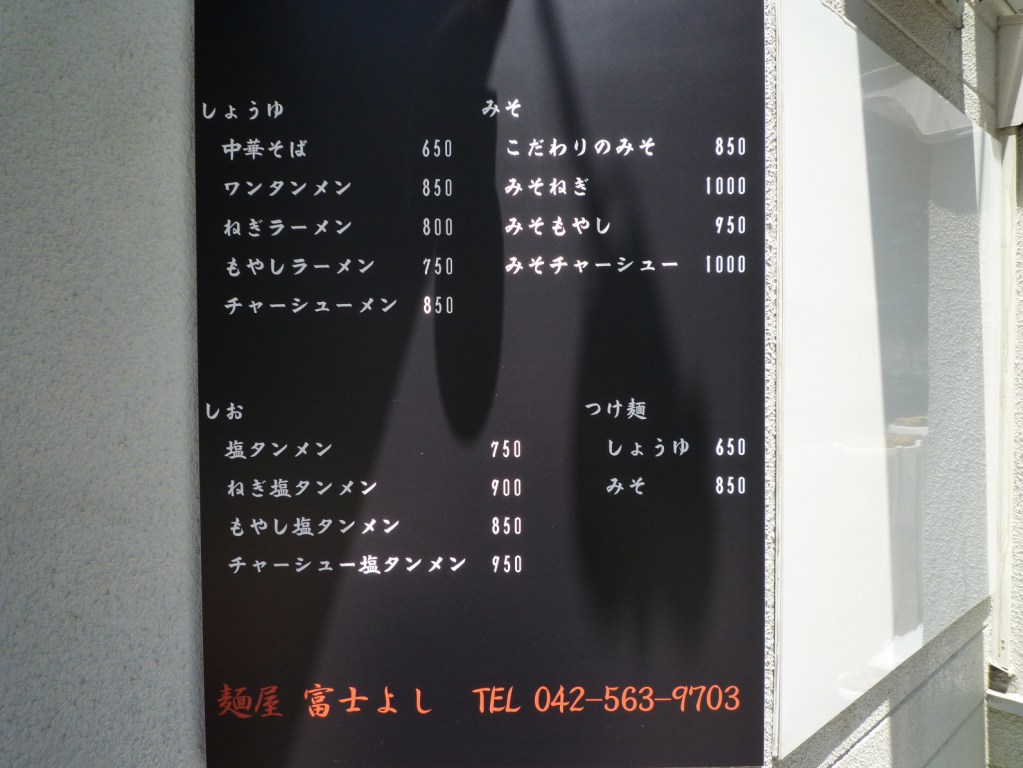 しょうゆ
中華そば 650
ワンタンメン 850
ねぎラーメン 800
もやしラーメン 750
チャーシューメン 850
みそ
こだわりのみそ 850
みそねぎ 1000
みそもやし 950
みそチャーシュー 1000
しお
塩タンメン 750
ねぎ塩タンメン 900
もやし塩タンメン 850
チャーシュー塩タンメン 950
つけ麺
しょうゆ 650
みそ 850
麺屋 富士よし TEL 042-563-9703